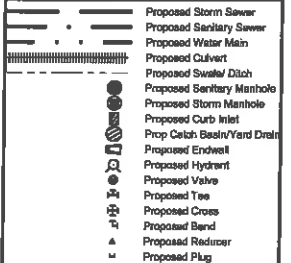 Proposed Storm Sewer
Proposed Sanitary Sewer
Proposed Water Main
Proposed Culvert
Proposed Swale/ Ditch
Proposed Sanitary Manhole
Proposed Storm Manhole
Proposed Curb Inlet
Prop Catch Basin/Yard Drain
Proposed Endwall
Proposed Hydrant
Proposed Valve
Proposed Tee
Proposed Cross
Proposed Bend
Proposed Reducer
Proposed Plug